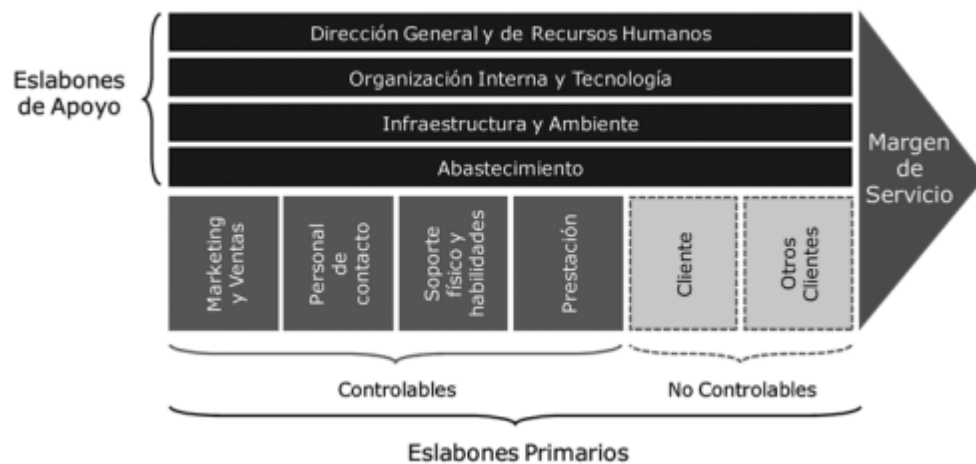 Dirección General y de Recursos Humanos
Organización Interna y Tecnología
Infraestructura y Ambiente
Abastecimiento
Eslabones
de Apoyo
Margen
de
Servicio
Marketing
y Ventas
Personal
de
contacto
Soporte
físico y
habilidades
Prestación
Cliente
Otros
Clientes
Controlables
No Controlables
Eslabones Primarios